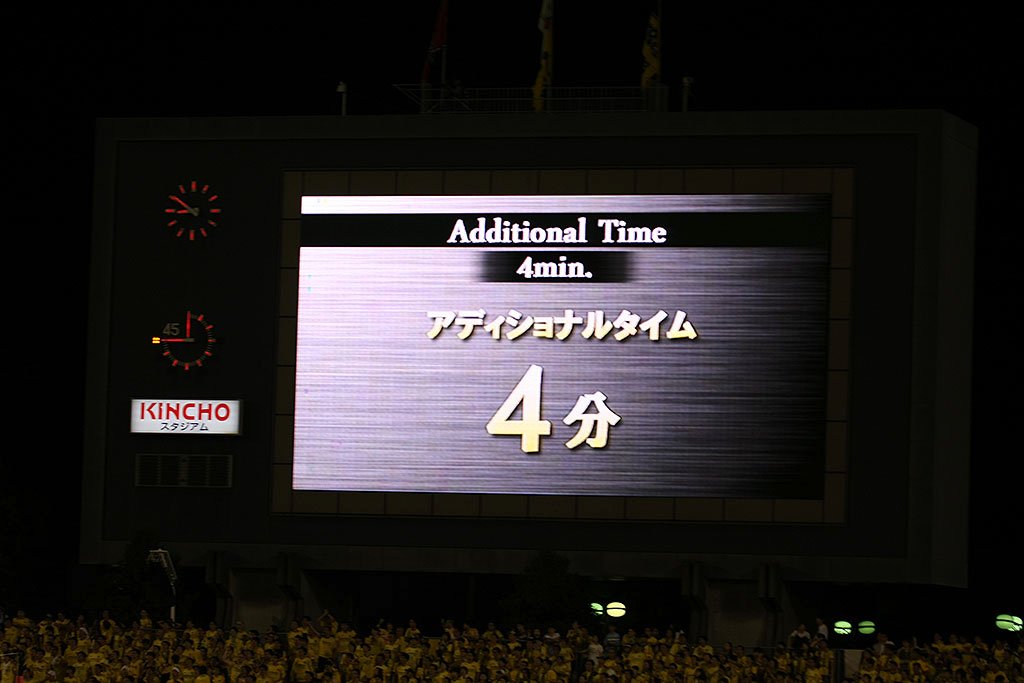 Additional Time
4min.
アディショナルタイム
4分
45
KiNCHO
スタジアム